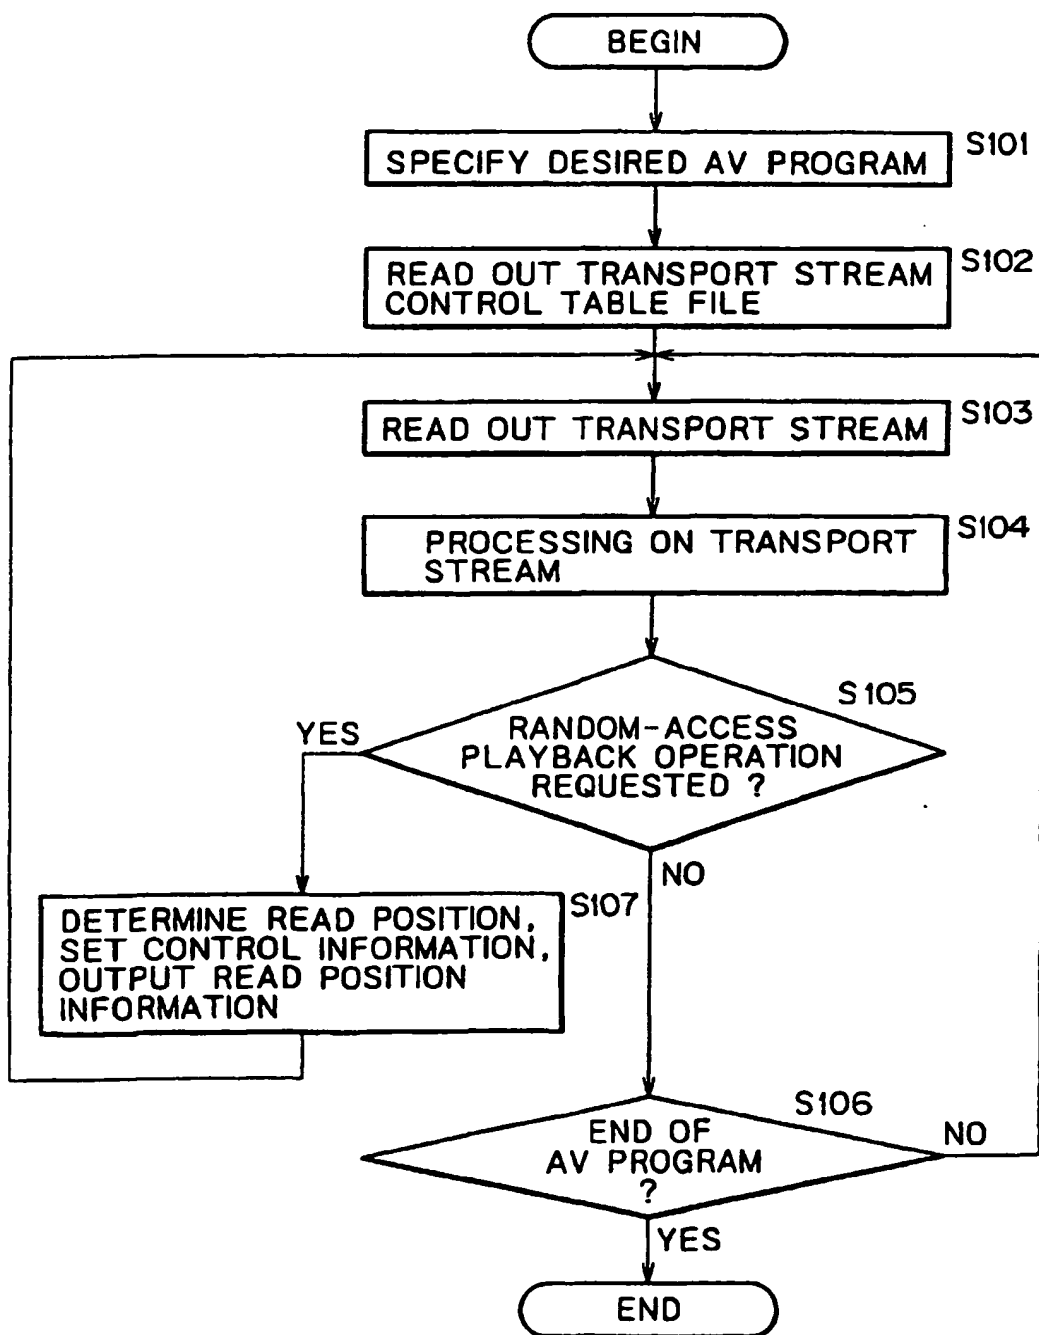 BEGIN
S101
SPECIFY DESIRED AV PROGRAM
S102
READ OUT TRANSPORT STREAM
CONTROL TABLE FILE
S103
READ OUT TRANSPORT STREAM
S104
PROCESSING ON TRANSPORT
STREAM
S105
RANDOM-ACCESS
PLAYBACK OPERATION
REQUESTED ?
YES
NO
S107
DETERMINE READ POSITION,
SET CONTROL INFORMATION,
OUTPUT READ POSITION
INFORMATION
S106
END OF
AV PROGRAM
?
NO
YES
END